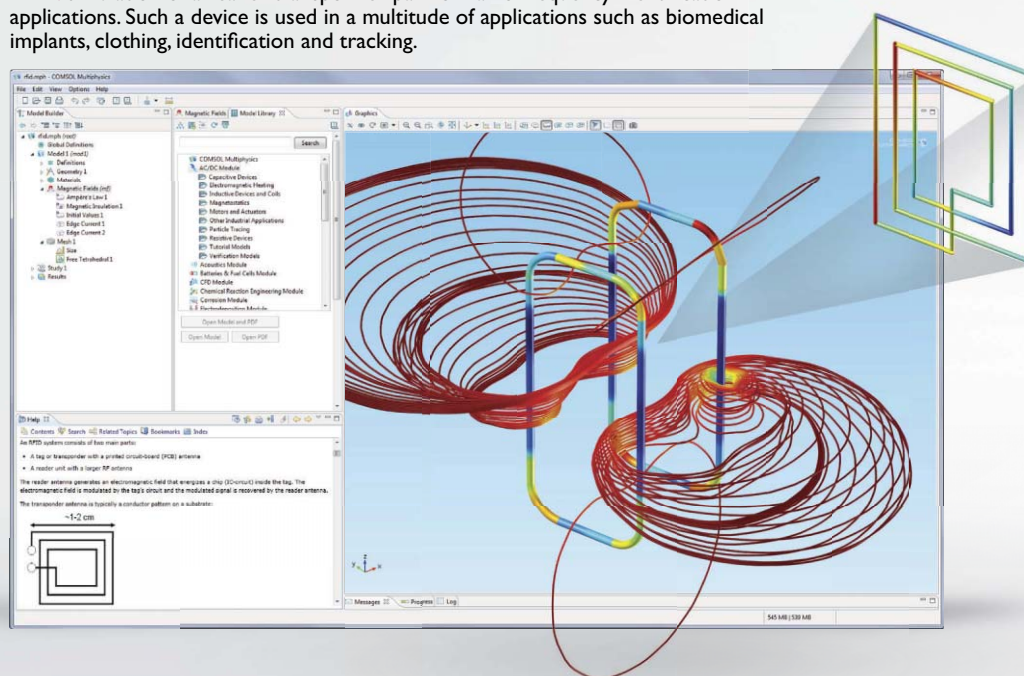 applications. Such a device is used in a multitude of applications such as biomedical
implants, clothing, identification and tracking.
rfid.mph - COMSOL Multiphysics
File Edit View Options Help
Model Builder
rfid.mph (root)
Global Definitions
Model 1 (mod1)
Definitions
Geometry 1
Materials
Magnetic Fields (mf)
Ampère's Law 1
Magnetic Insulation 1
Initial Values 1
Edge Current 1
Edge Current 2
Mesh 1
Size
Free Tetrahedral 1
Study 1
Results
Magnetic Fields Model Library
Search
COMSOL Multiphysics
AC/DC Module
Capacitive Devices
Electromagnetic Heating
Inductive Devices and Coils
Magnetostatics
Motors and Actuators
Other Industrial Applications
Particle Tracing
Resistive Devices
Tutorial Models
Verification Models
Acoustics Module
Batteries & Fuel Cells Module
CFD Module
Chemical Reaction Engineering Module
Corrosion Module
Electrodeposition Module
Open Model and PDF
Open Model Open PDF
Graphics
z
y x
Help
Contents Search Related Topics Bookmarks Index
An RFID system consists of two main parts:
• A tag or transponder with a printed circuit-board (PCB) antenna
• A reader unit with a larger RF antenna
The reader antenna generates an electromagnetic field that energizes a chip (IC-circuit) inside the tag. The
electromagnetic field is modulated by the tag's circuit and the modulated signal is recovered by the reader antenna.
The transponder antenna is typically a conductor pattern on a substrate:
~1-2 cm
Messages Progress Log
545 MB | 539 MB